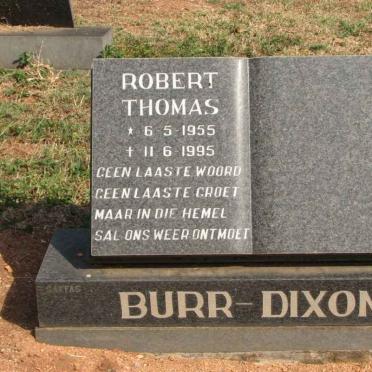 ROBERT
THOMAS
* 6-5-1955
† 11-6-1995
GEEN LAASTE WOORD
GEEN LAASTE GROET
MAAR IN DIE HEMEL
SAL ONS WEER ONTMOET
BURR-DIXON